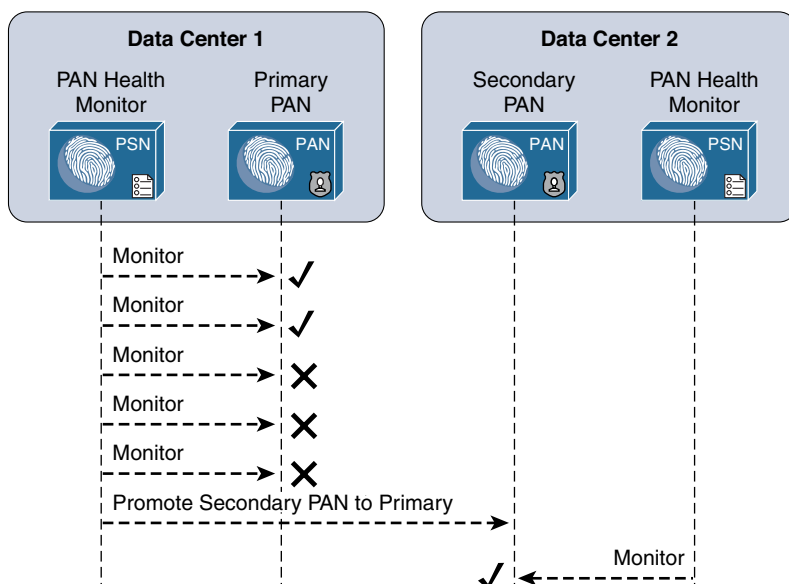 Data Center 1
PAN Health
Monitor
Primary
PAN
PSN
PAN
Data Center 2
Secondary
PAN
PAN Health
Monitor
PAN
PSN
Monitor
Monitor
Monitor
Monitor
Monitor
Promote Secondary PAN to Primary
Monitor